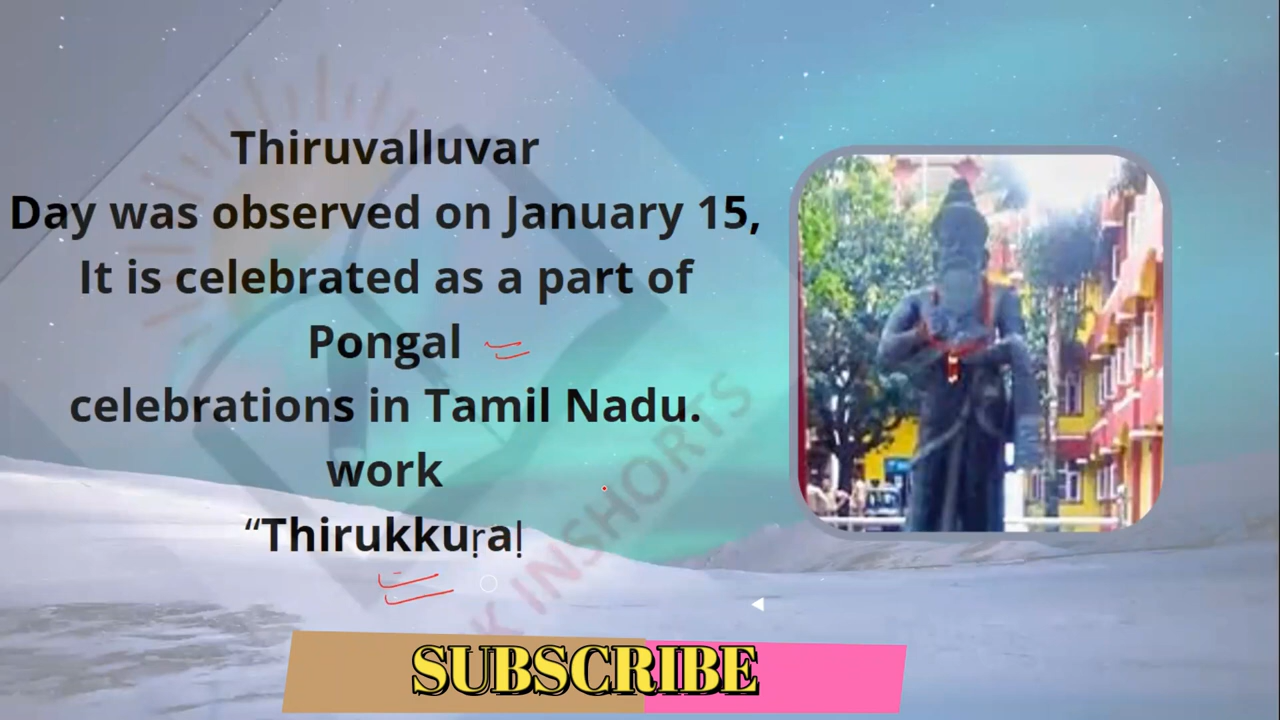 Thiruvalluvar
Day was observed on January 15,
It is celebrated as a part of
Pongal
celebrations in Tamil Nadu.
work
“Thirukkuṛaḷ
K INSHORTS
SUBSCRIBE